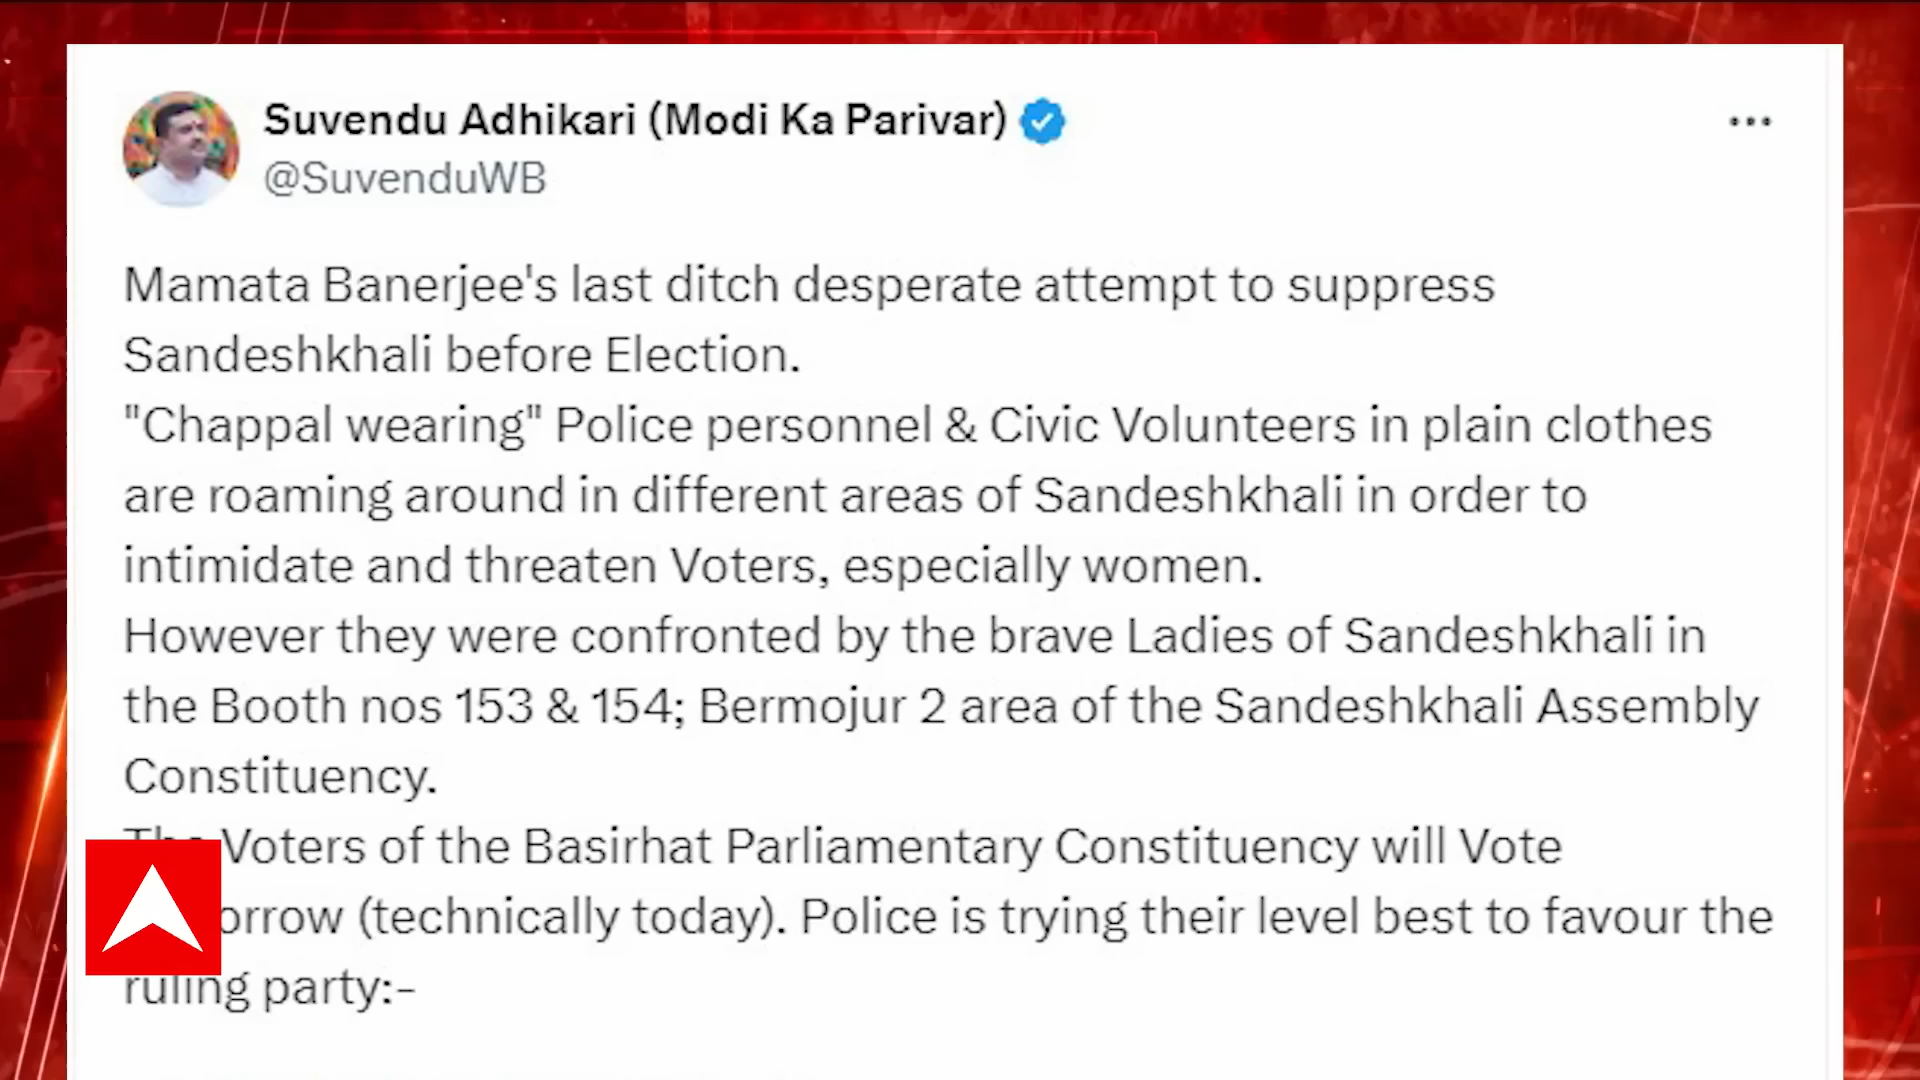 Suvendu Adhikari (Modi Ka Parivar)
@SuvenduWB
Mamata Banerjee's last ditch desperate attempt to suppress
Sandeshkhali before Election.
"Chappal wearing" Police personnel & Civic Volunteers in plain clothes
are roaming around in different areas of Sandeshkhali in order to
intimidate and threaten Voters, especially women.
However they were confronted by the brave Ladies of Sandeshkhali in
the Booth nos 153 & 154; Bermojur 2 area of the Sandeshkhali Assembly
Constituency.
The Voters of the Basirhat Parliamentary Constituency will Vote
orrow (technically today). Police is trying their level best to favour the
ruling party:-